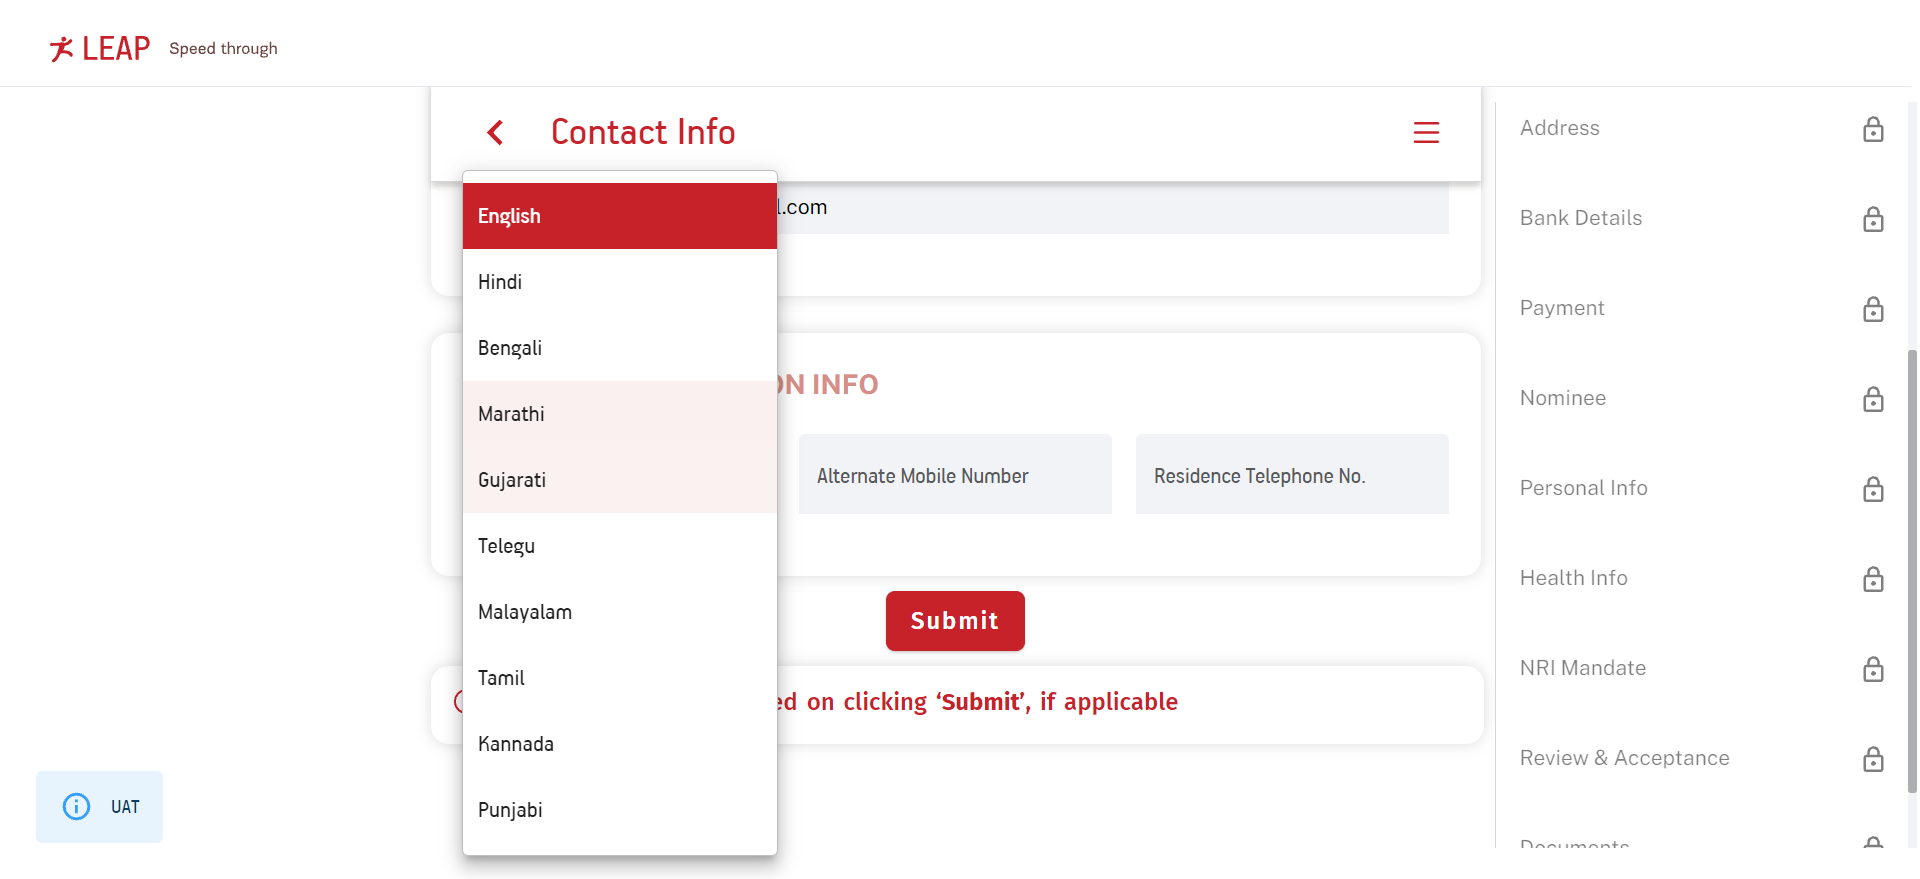 LEAP Speed through
Contact Info
l.com
English
Hindi
Bengali
Marathi
Gujarati
Telegu
Malayalam
Tamil
Kannada
Punjabi
ON INFO
Alternate Mobile Number
Residence Telephone No.
Submit
ed on clicking ‘Submit’, if applicable
Address
Bank Details
Payment
Nominee
Personal Info
Health Info
NRI Mandate
Review & Acceptance
Documents
UAT